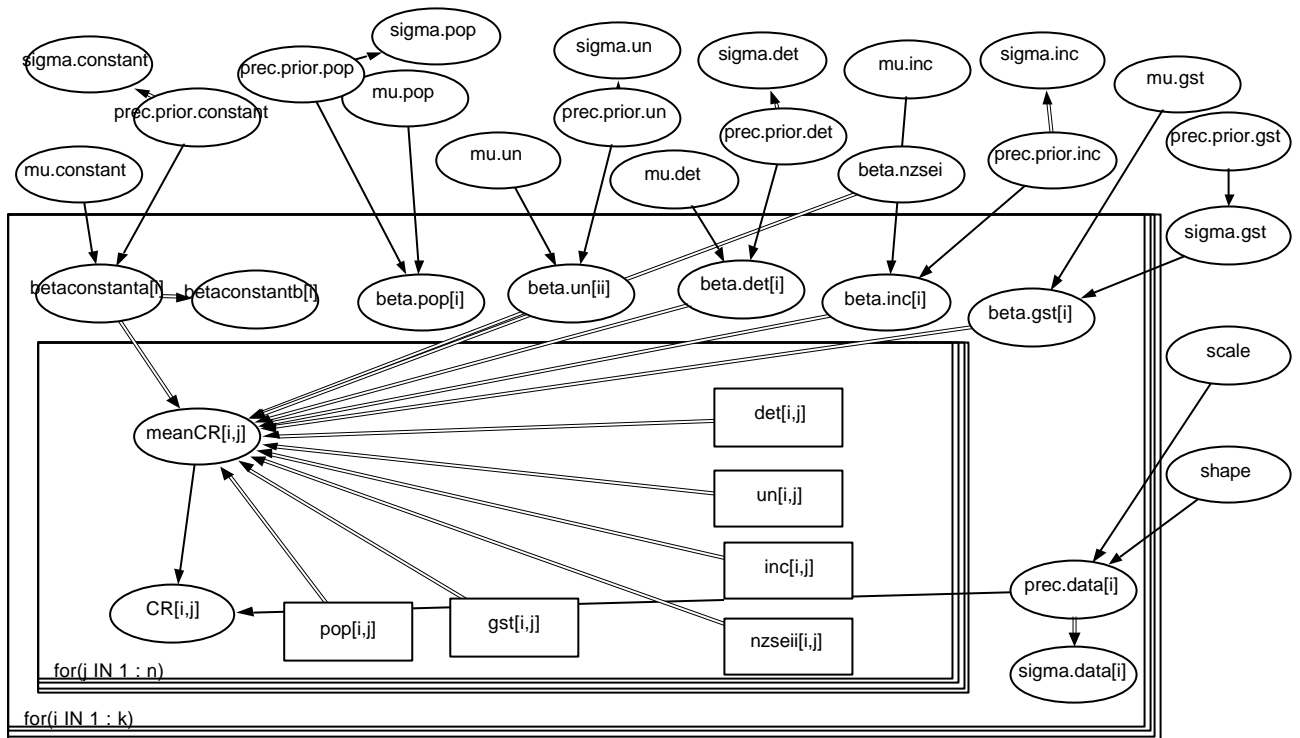 sigma.pop
sigma.un
sigma.det
sigma.inc
sigma.constant
prec.prior.pop
mu.inc
mu.gst
mu.pop
prec.prior.constant
prec.prior.un
prec.prior.det
prec.prior.gst
mu.un
prec.prior.inc
mu.constant
mu.det
beta.nzsei
sigma.gst
betaconstanta[i]
betaconstantb[i]
beta.pop[i]
beta.un[ii]
beta.det[i]
beta.inc[i]
beta.gst[i]
scale
det[i,j]
meanCR[i,j]
shape
un[i,j]
inc[i,j]
prec.data[i]
CR[i,j]
pop[i,j]
gst[i,j]
nzseii[i,j]
for(j IN 1 : n)
sigma.data[i]
for(i IN 1 : k)